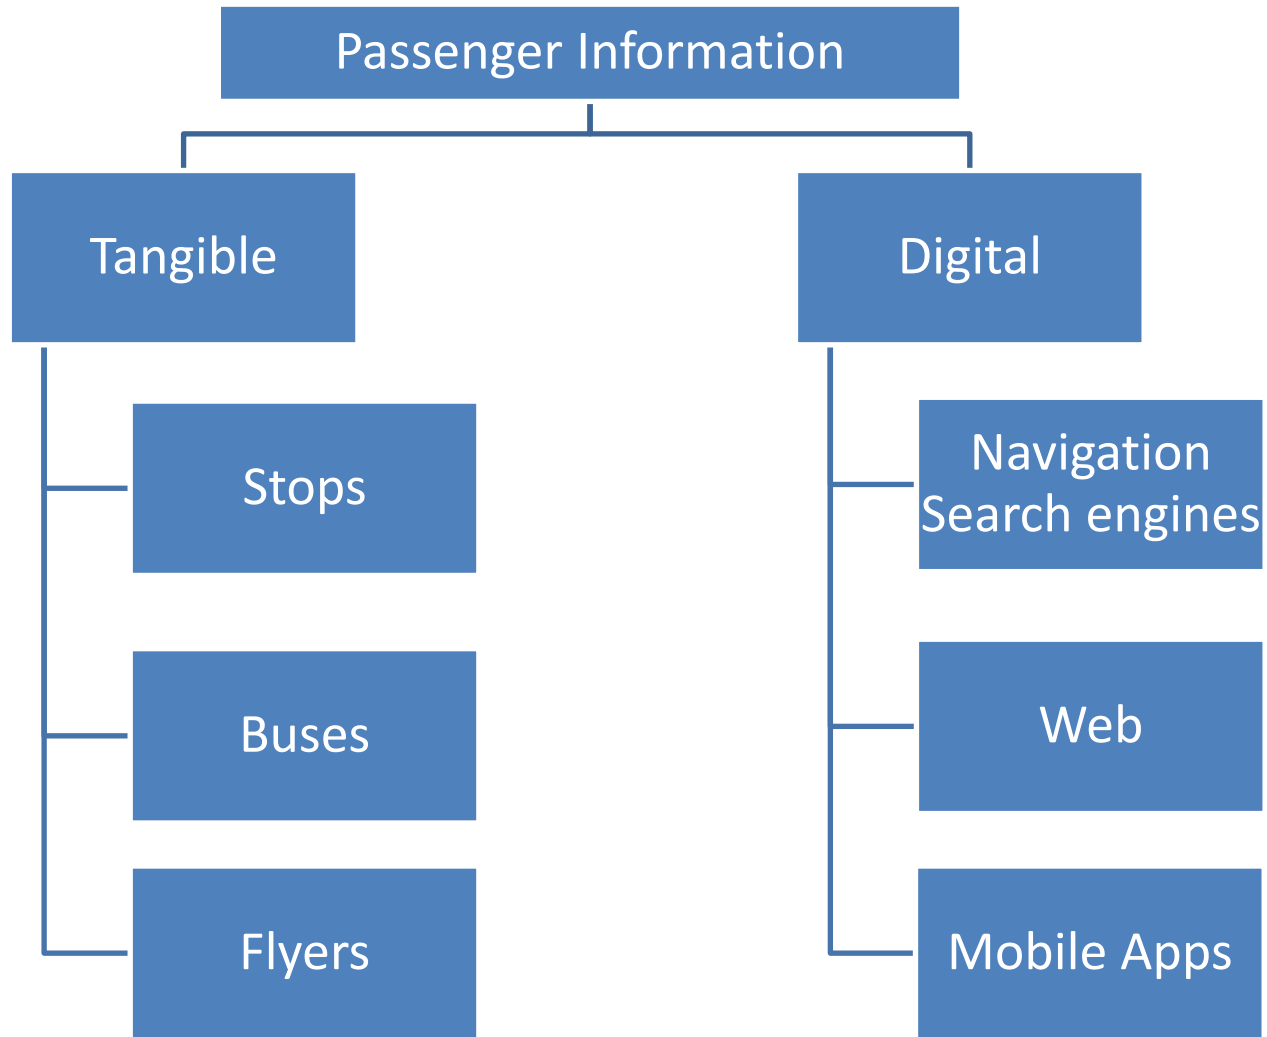 Passenger Information
Tangible
Digital
Stops
Navigation
Search engines
Buses
Web
Flyers
Mobile Apps